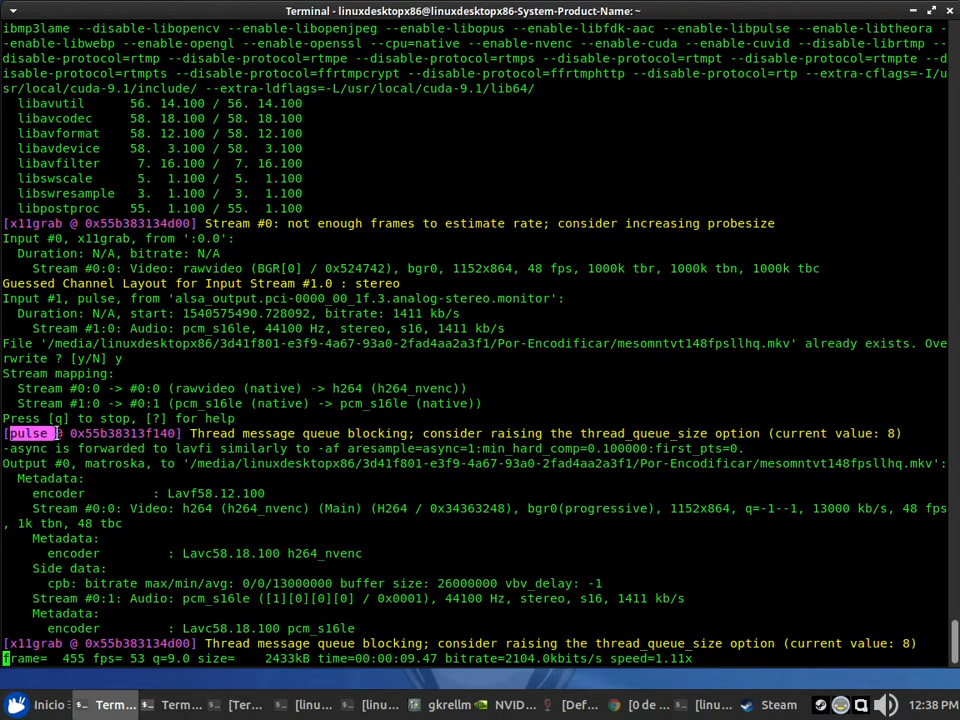 Terminal - linuxdesktopx86@linuxdesktopx86-System-Product-Name: ~
ibmp3lame --disable-libopencv --enable-libopenjpeg --enable-libopus --enable-libfdk-aac --enable-libpulse --enable-libtheora -
-enable-libwebp --enable-opengl --enable-openssl --cpu=native --enable-nvenc --enable-cuda --enable-cuvid --disable-librtmp --
disable-protocol=rtmp --disable-protocol=rtmpe --disable-protocol=rtmps --disable-protocol=rtmpt --disable-protocol=rtmpte --d
isable-protocol=rtmpts --disable-protocol=ffrtmpcrypt --disable-protocol=ffrtmphttp --disable-protocol=rtp --extra-cflags=-I/u
sr/local/cuda-9.1/include/ --extra-ldflags=-L/usr/local/cuda-9.1/lib64/
libavutil      56. 14.100 / 56. 14.100
libavcodec     58. 18.100 / 58. 18.100
libavformat    58. 12.100 / 58. 12.100
libavdevice    58.  3.100 / 58.  3.100
libavfilter     7. 16.100 /  7. 16.100
libswscale      5.  1.100 /  5.  1.100
libswresample   3.  1.100 /  3.  1.100
libpostproc    55.  1.100 / 55.  1.100
[x11grab @ 0x55b383134d00] Stream #0: not enough frames to estimate rate; consider increasing probesize
Input #0, x11grab, from ':0.0':
Duration: N/A, bitrate: N/A
Stream #0:0: Video: rawvideo (BGR[0] / 0x524742), bgr0, 1152x864, 48 fps, 1000k tbr, 1000k tbn, 1000k tbc
Guessed Channel Layout for Input Stream #1.0 : stereo
Input #1, pulse, from 'alsa_output.pci-0000_00_1f.3.analog-stereo.monitor':
Duration: N/A, start: 1540575490.728092, bitrate: 1411 kb/s
Stream #1:0: Audio: pcm_s16le, 44100 Hz, stereo, s16, 1411 kb/s
File '/media/linuxdesktopx86/3d41f801-e3f9-4a67-93a0-2fad4aa2a3f1/Por-Encodificar/mesomntvt148fpsllhq.mkv' already exists. Ove
rwrite ? [y/N] y
Stream mapping:
Stream #0:0 -> #0:0 (rawvideo (native) -> h264 (h264_nvenc))
Stream #1:0 -> #0:1 (pcm_s16le (native) -> pcm_s16le (native))
Press [q] to stop, [?] for help
[pulse @ 0x55b38313f140] Thread message queue blocking; consider raising the thread_queue_size option (current value: 8)
-async is forwarded to lavfi similarly to -af aresample=async=1:min_hard_comp=0.100000:first_pts=0.
Output #0, matroska, to '/media/linuxdesktopx86/3d41f801-e3f9-4a67-93a0-2fad4aa2a3f1/Por-Encodificar/mesomntvt148fpsllhq.mkv':
Metadata:
encoder         : Lavf58.12.100
Stream #0:0: Video: h264 (h264_nvenc) (Main) (H264 / 0x34363248), bgr0(progressive), 1152x864, q=-1--1, 13000 kb/s, 48 fps
, 1k tbn, 48 tbc
Metadata:
encoder         : Lavc58.18.100 h264_nvenc
Side data:
cpb: bitrate max/min/avg: 0/0/13000000 buffer size: 26000000 vbv_delay: -1
Stream #0:1: Audio: pcm_s16le ([1][0][0][0] / 0x0001), 44100 Hz, stereo, s16, 1411 kb/s
Metadata:
encoder         : Lavc58.18.100 pcm_s16le
[x11grab @ 0x55b383134d00] Thread message queue blocking; consider raising the thread_queue_size option (current value: 8)
frame=  455 fps= 53 q=9.0 size=    2433kB time=00:00:09.47 bitrate=2104.0kbits/s speed=1.11x
Inicio Term... Term... [Ter... [linu... [linu... gkrellm NVID... [Def... [0 de ... [linu... Steam 12:38 PM